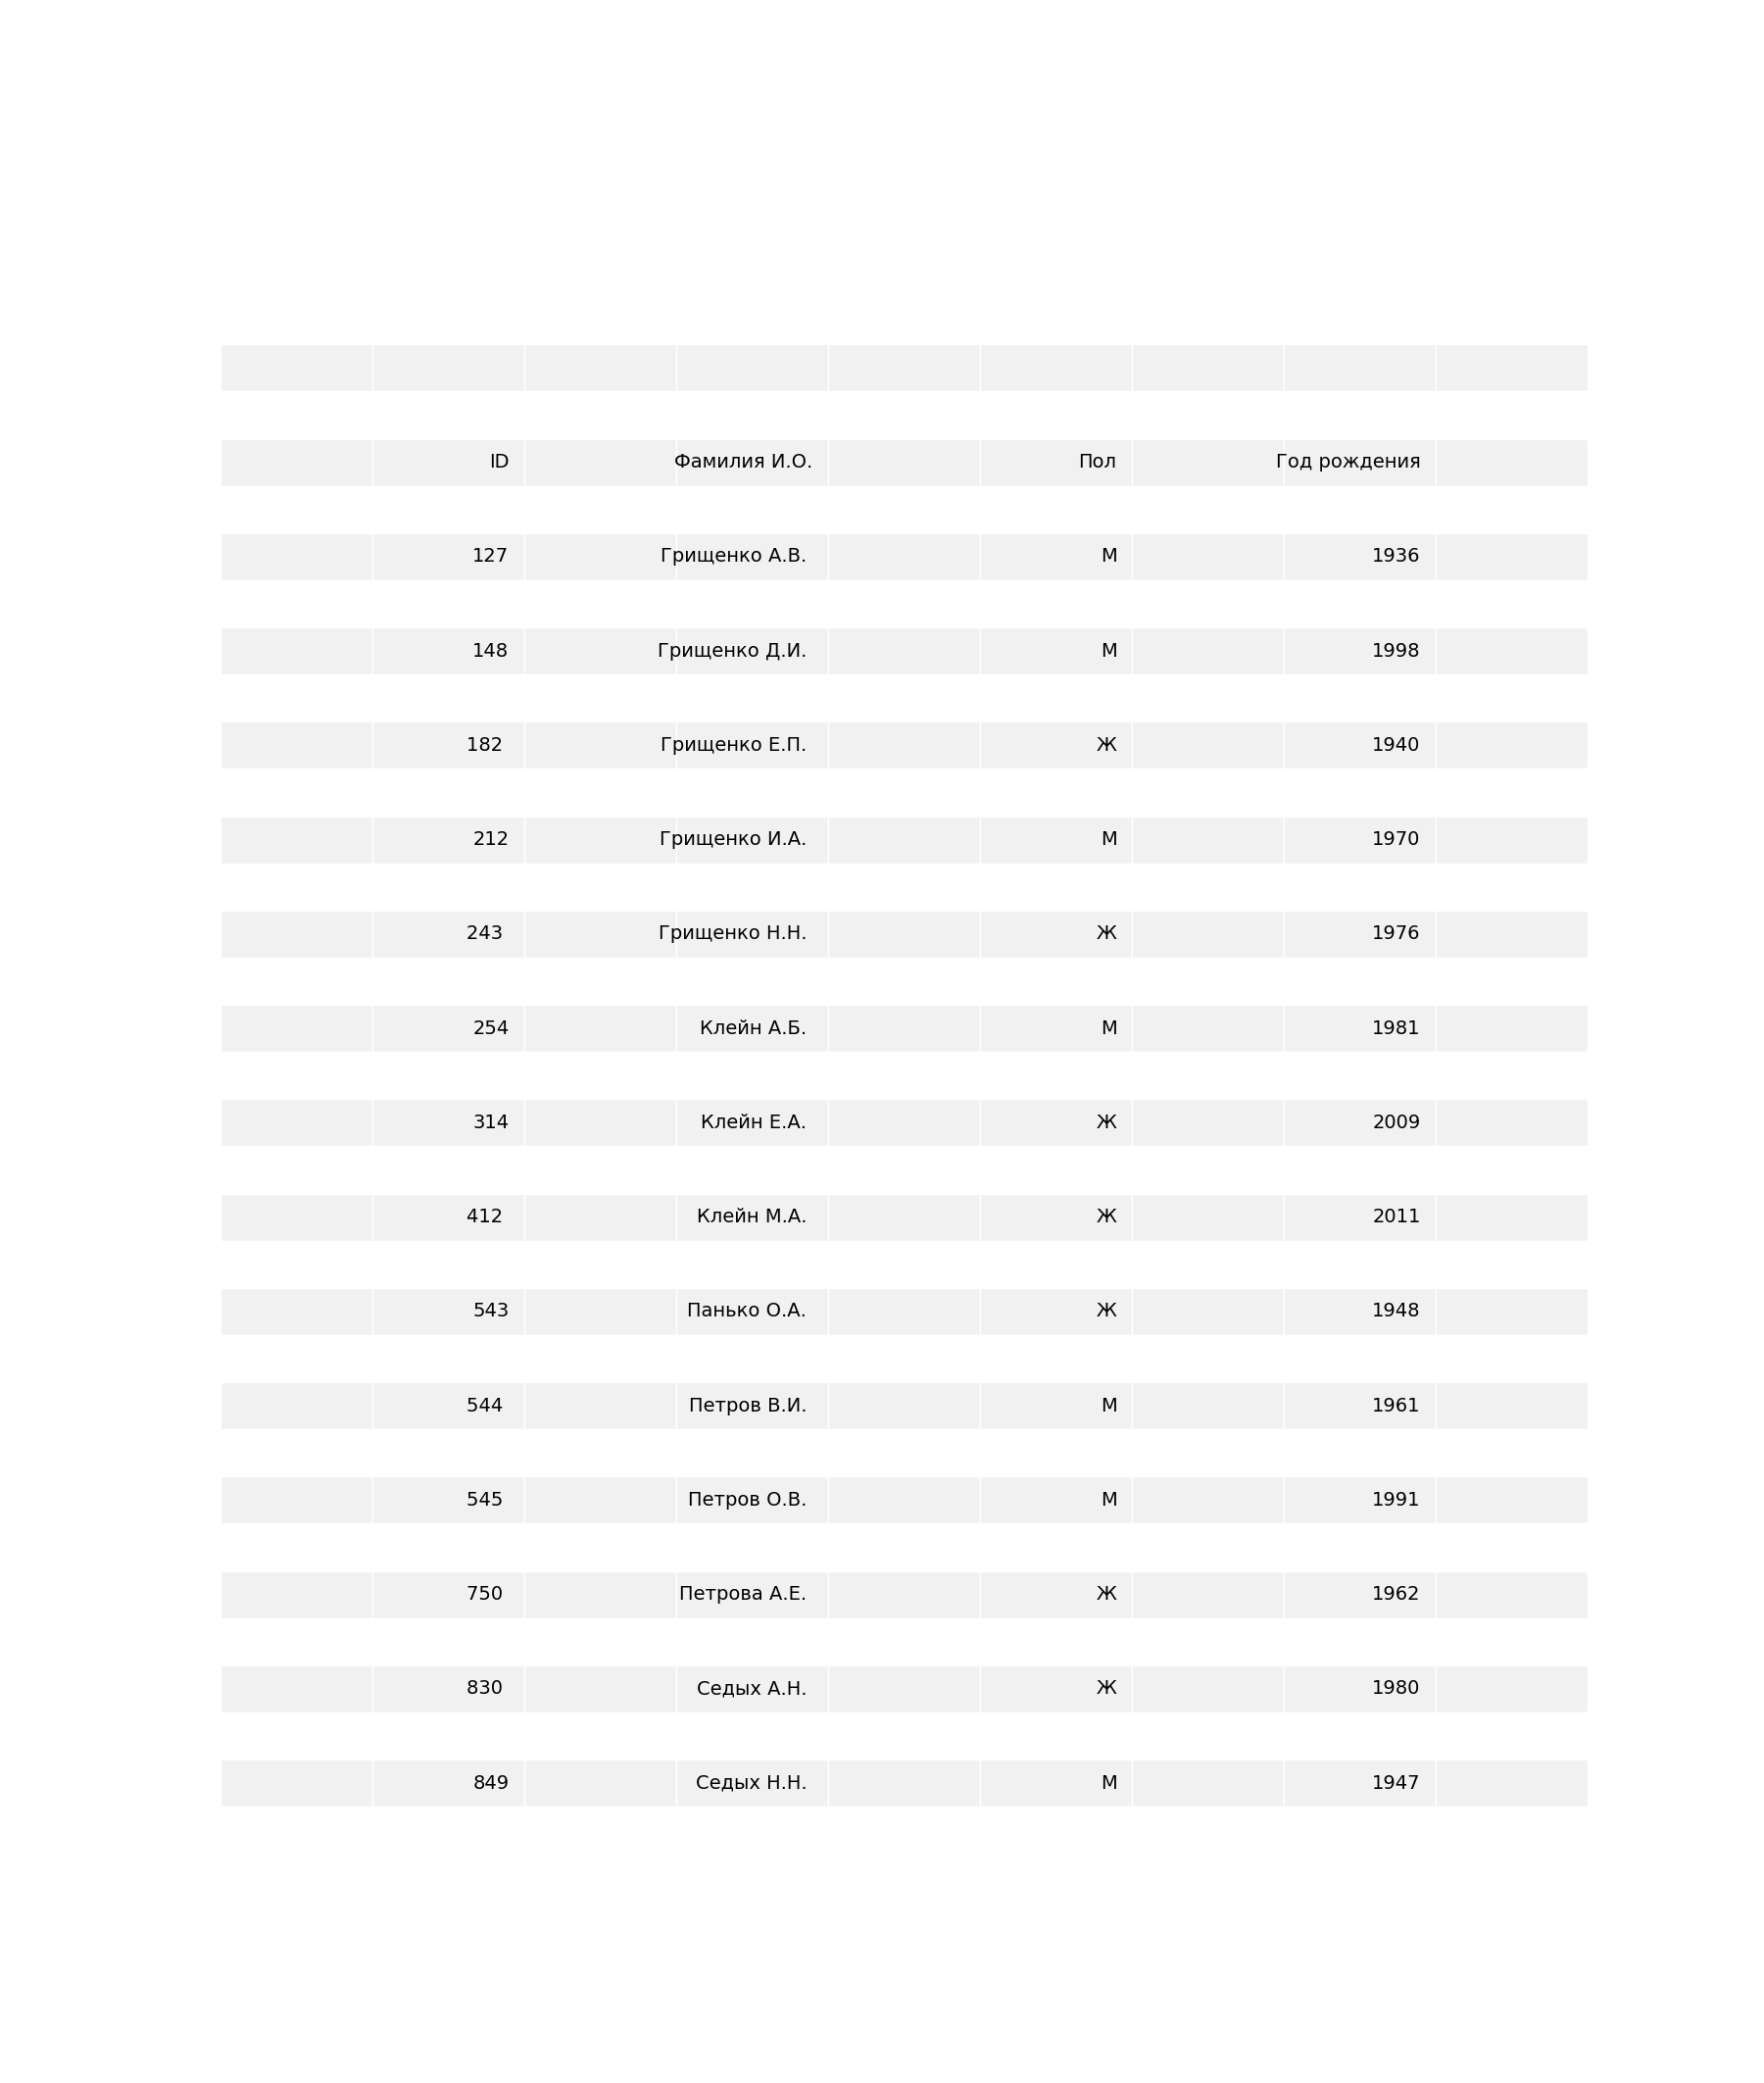 ID Фамилия И.О. Пол Год рождения
127 Грищенко А.В. М 1936
148 Грищенко Д.И. М 1998
182 Грищенко Е.П. Ж 1940
212 Грищенко И.А. М 1970
243 Грищенко Н.Н. Ж 1976
254 Клейн А.Б. М 1981
314 Клейн Е.А. Ж 2009
412 Клейн М.А. Ж 2011
543 Панько О.А. Ж 1948
544 Петров В.И. М 1961
545 Петров О.В. М 1991
750 Петрова А.Е. Ж 1962
830 Седых А.Н. Ж 1980
849 Седых Н.Н. М 1947